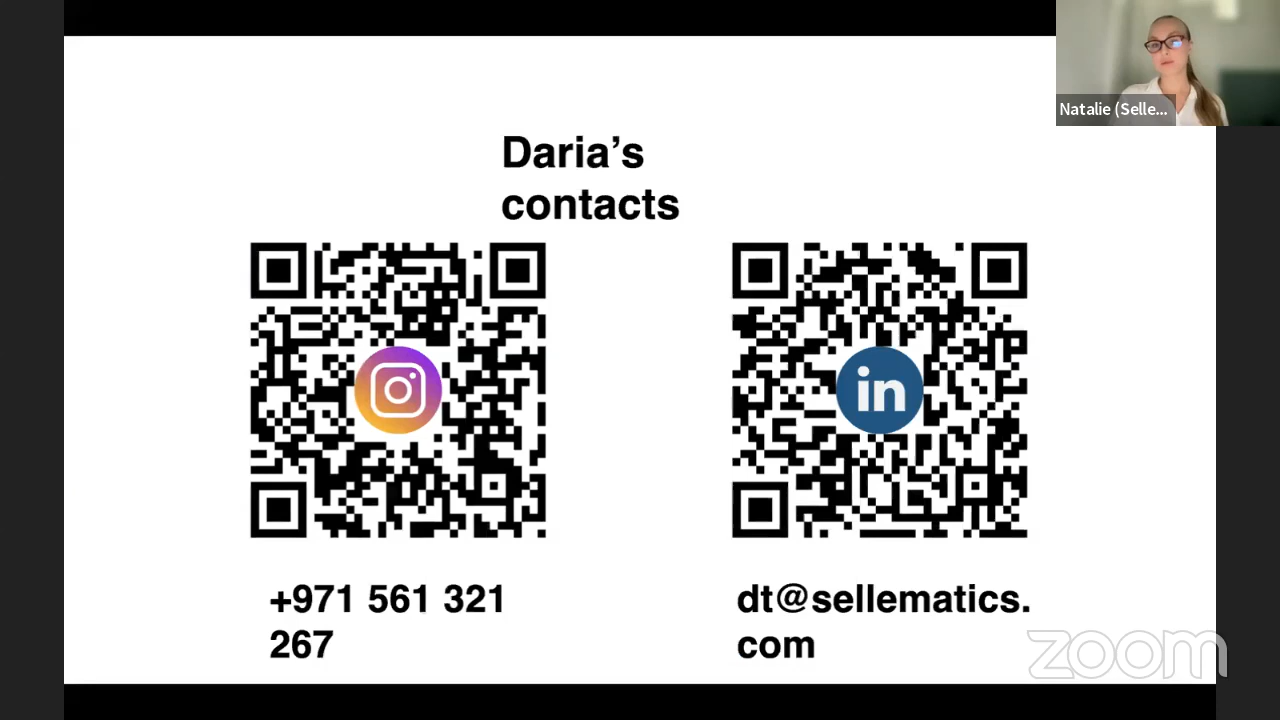 Natalie (Selle...
Daria's
contacts
in
+971 561 321
267
dt@sellematics.
com
zoom